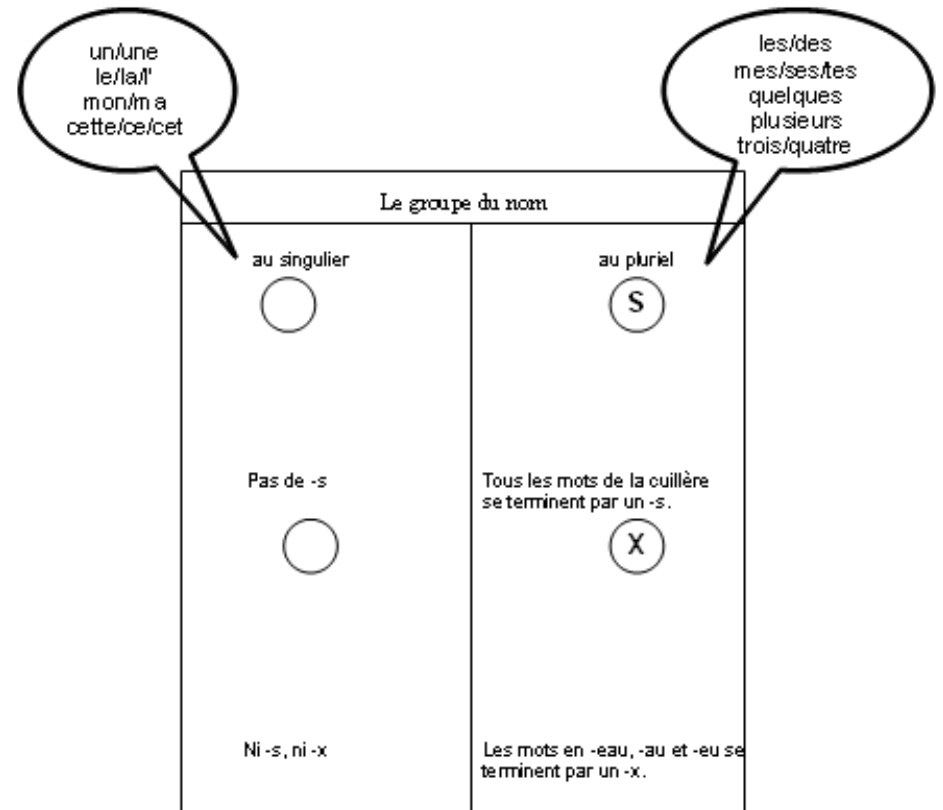 un/une
le/la/l'
mon/ma
cette/ce/cet
les/des
mes/ses/tes
quelques
plusieurs
trois/quatre
Le groupe du nom
au singulier
au pluriel
S
Pas de -s
Tous les mots de la cuillère
se terminent par un -s.
X
Ni -s, ni -x
Les mots en -eau, -au et -eu se
terminent par un -x.